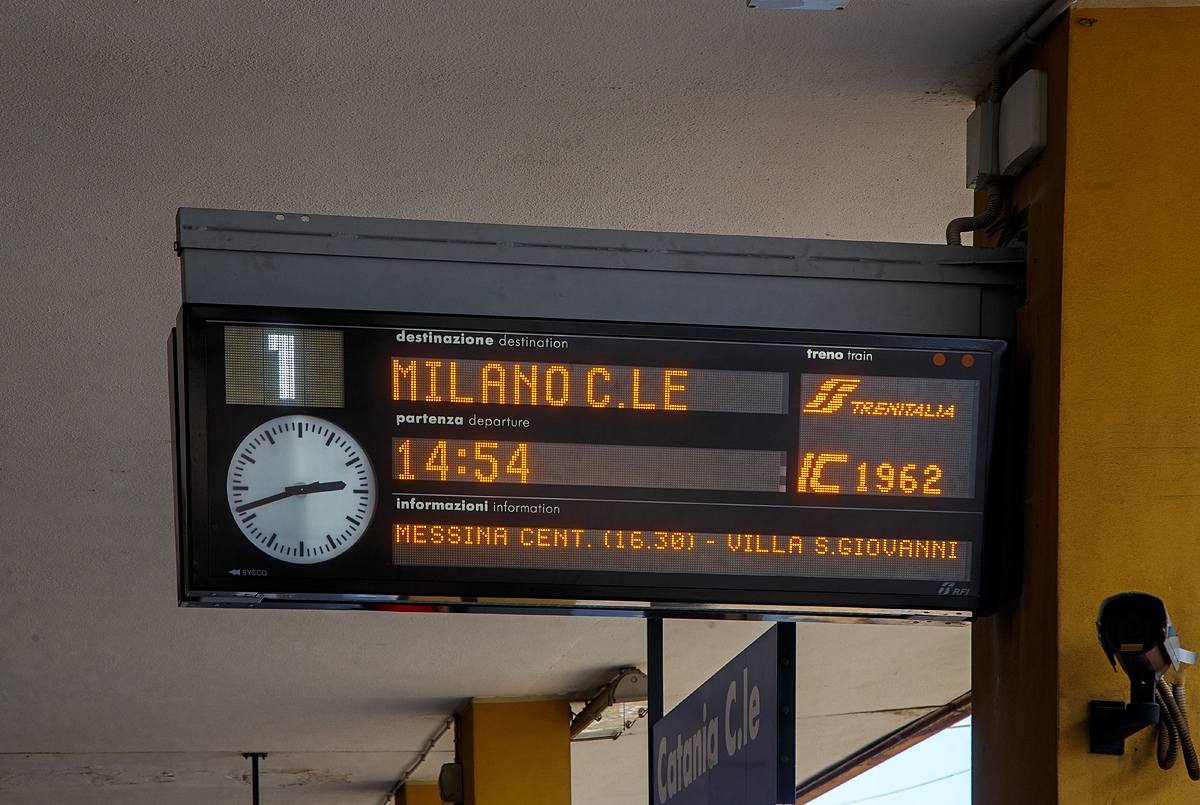 1
destinazione destination
MILANO C.LE
partenza departure
14:54
treno train
TRENITALIA
IC 1962
informazioni information
MESSINA CENT. (16.30) - VILLA S.GIOVANNI
SYSCO
RFI
Catania C.le